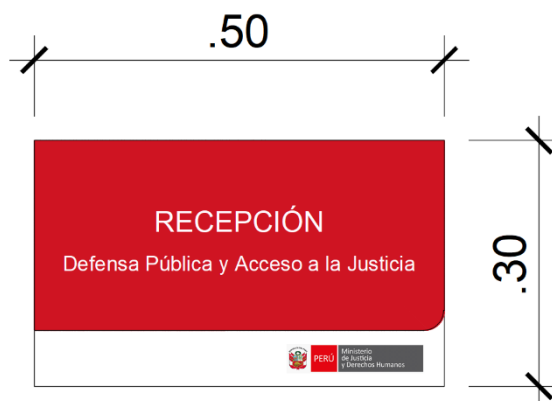 .50
RECEPCIÓN
Defensa Pública y Acceso a la Justicia
.30
PERÚ
Ministerio
de Justicia
y Derechos Humanos